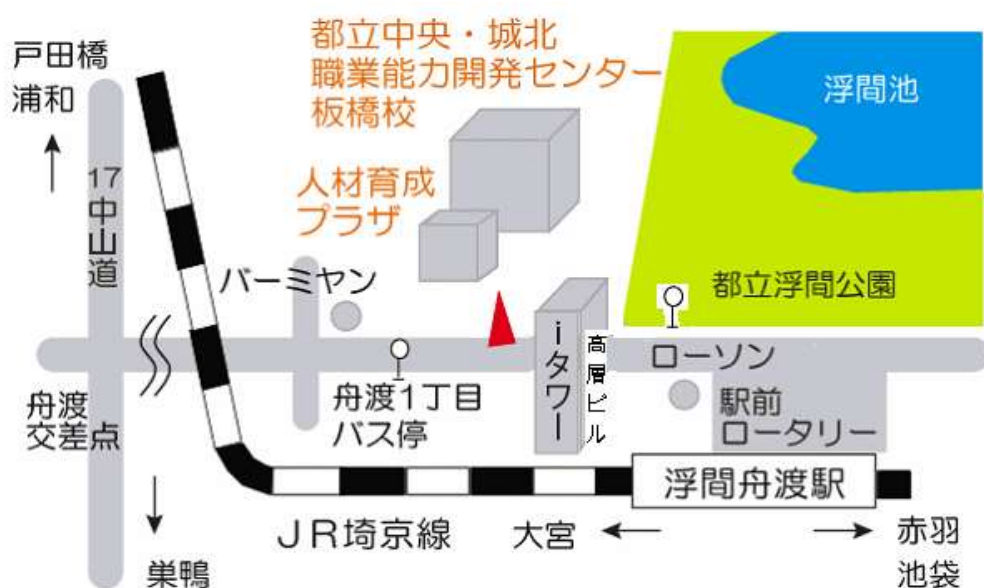 都立中央・城北
職業能力開発センター
板橋校
戸田橋
浦和
浮間池
人材育成
プラザ
17
中山道
バーミヤン
都立浮間公園
iタワー
高層ビル
ローソン
舟渡
交差点
舟渡1丁目
バス停
駅前
ロータリー
浮間舟渡駅
JR埼京線
大宮
赤羽
池袋
巣鴨